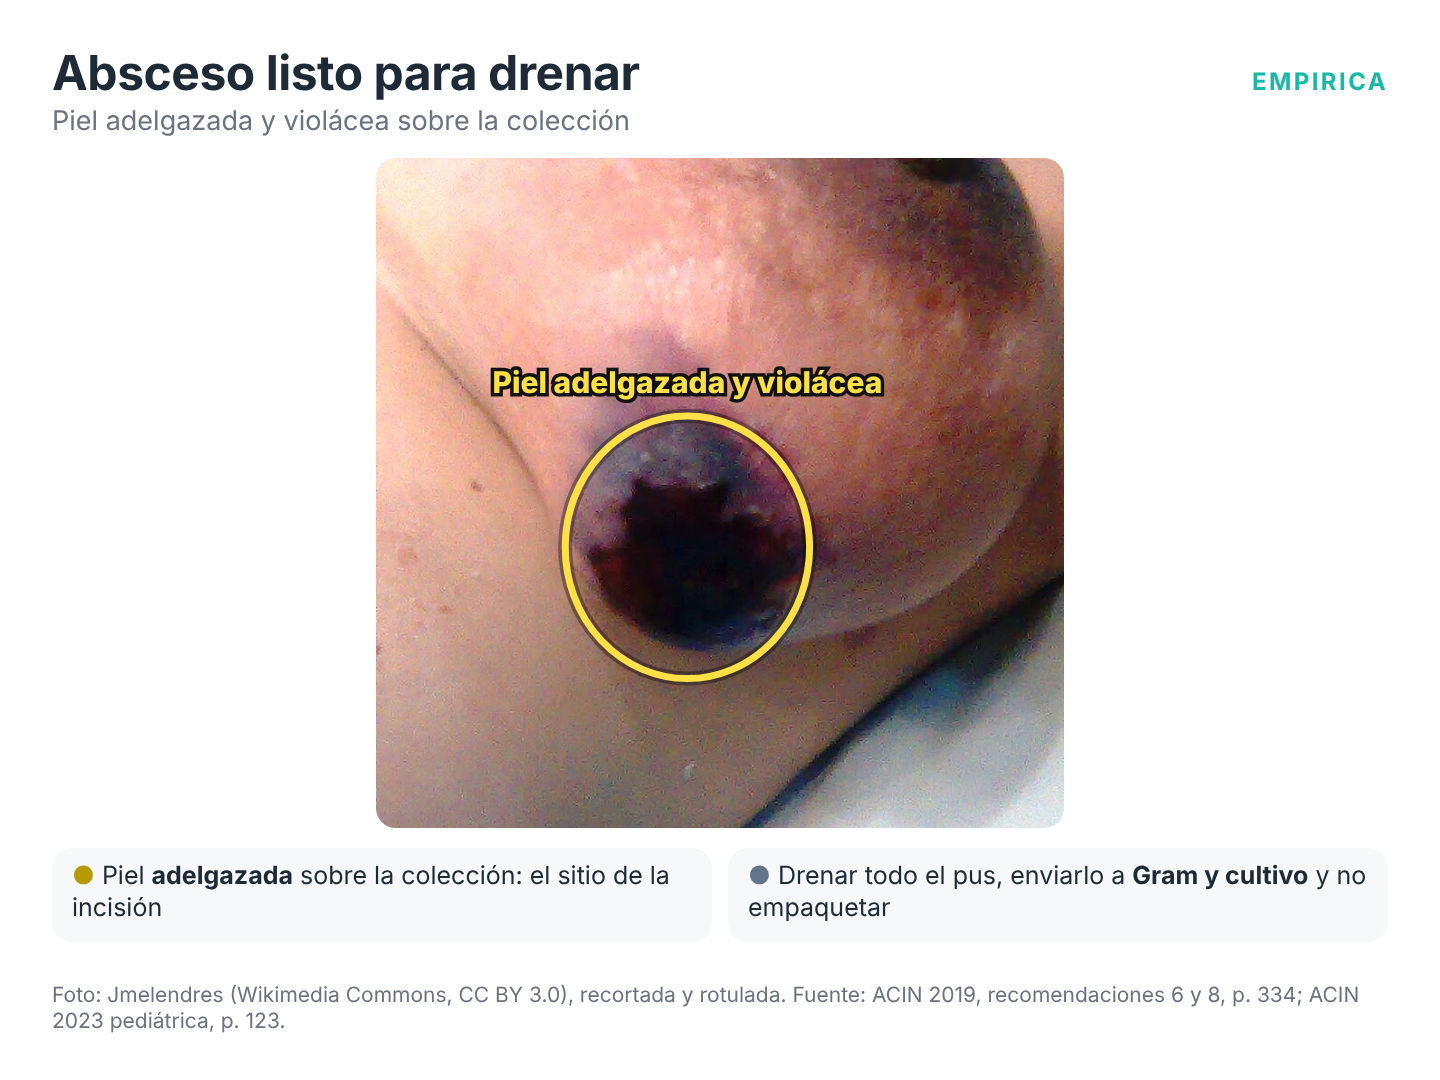 Absceso listo para drenar
EMPIRICA
Piel adelgazada y violácea sobre la colección
Piel adelgazada y violácea
Piel adelgazada sobre la colección: el sitio de la
incisión
Drenar todo el pus, enviarlo a Gram y cultivo y no
empaquetar
Foto: Jmelendres (Wikimedia Commons, CC BY 3.0), recortada y rotulada. Fuente: ACIN 2019, recomendaciones 6 y 8, p. 334; ACIN
2023 pediátrica, p. 123.